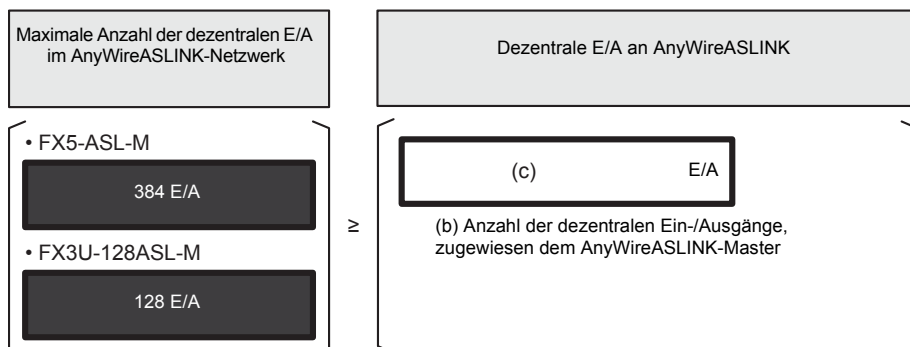 Maximale Anzahl der dezentralen E/A
im AnyWireASLINK-Netzwerk
Dezentrale E/A an AnyWireASLINK
• FX5-ASL-M
384 E/A
• FX3U-128ASL-M
128 E/A
≥
(c) E/A
(b) Anzahl der dezentralen Ein-/Ausgänge,
zugewiesen dem AnyWireASLINK-Master